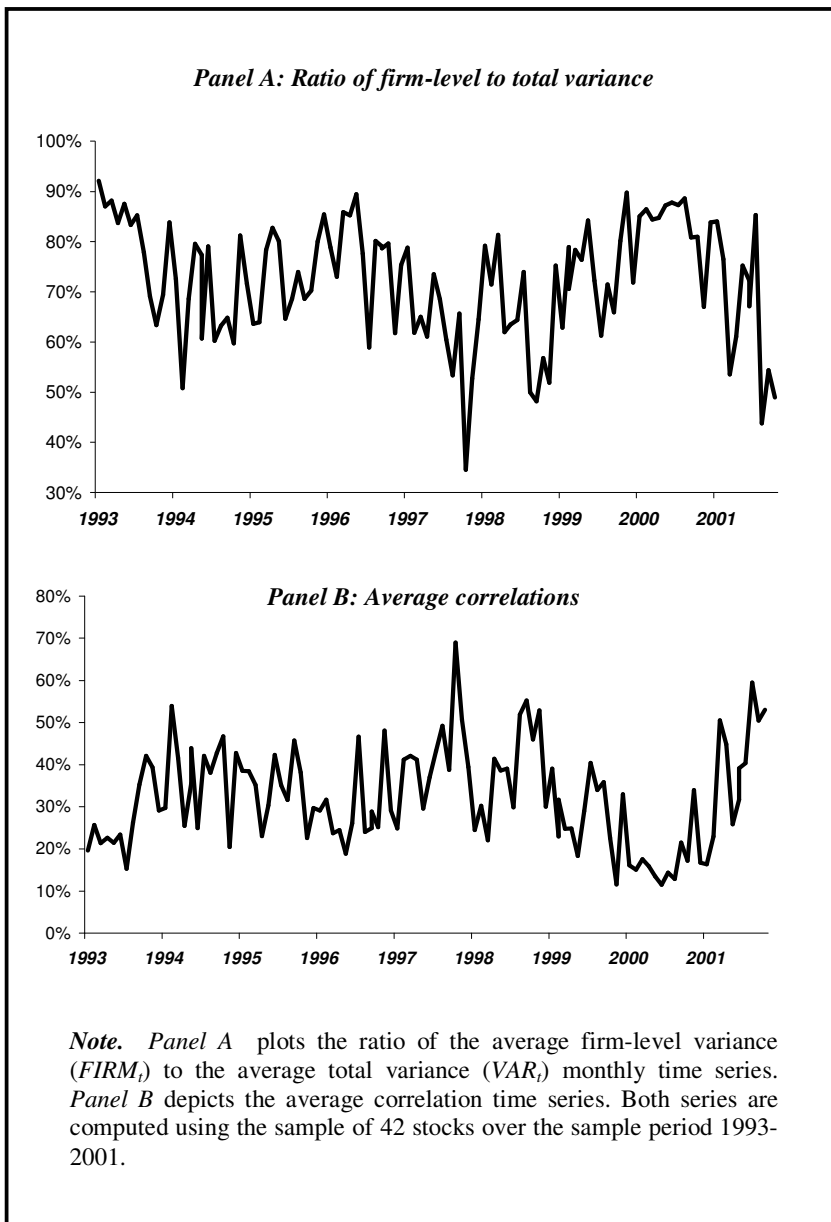 Panel A: Ratio of firm-level to total variance
100%
90%
80%
70%
60%
50%
40%
30%
1993 1994 1995 1996 1997 1998 1999 2000 2001
Panel B: Average correlations
80%
70%
60%
50%
40%
30%
20%
10%
0%
1993 1994 1995 1996 1997 1998 1999 2000 2001
Note. Panel A plots the ratio of the average firm-level variance
(FIRMt) to the average total variance (VARt) monthly time series.
Panel B depicts the average correlation time series. Both series are
computed using the sample of 42 stocks over the sample period 1993-
2001.